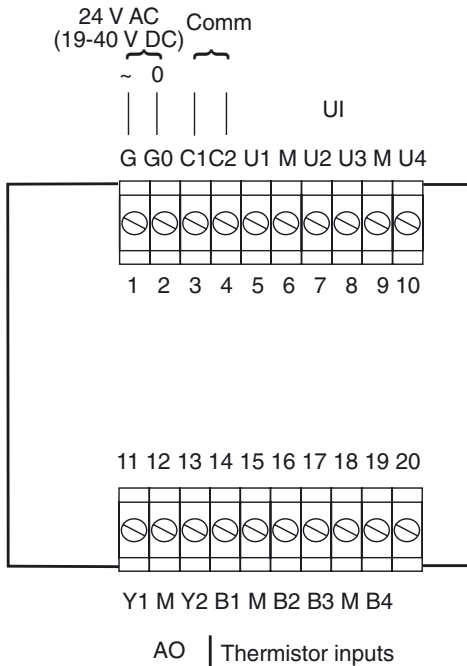 24 V AC
(19-40 V DC)
Comm
~ 0
UI
G G0 C1 C2 U1 M U2 U3 M U4
1 2 3 4 5 6 7 8 9 10
11 12 13 14 15 16 17 18 19 20
Y1 M Y2 B1 M B2 B3 M B4
AO
Thermistor inputs